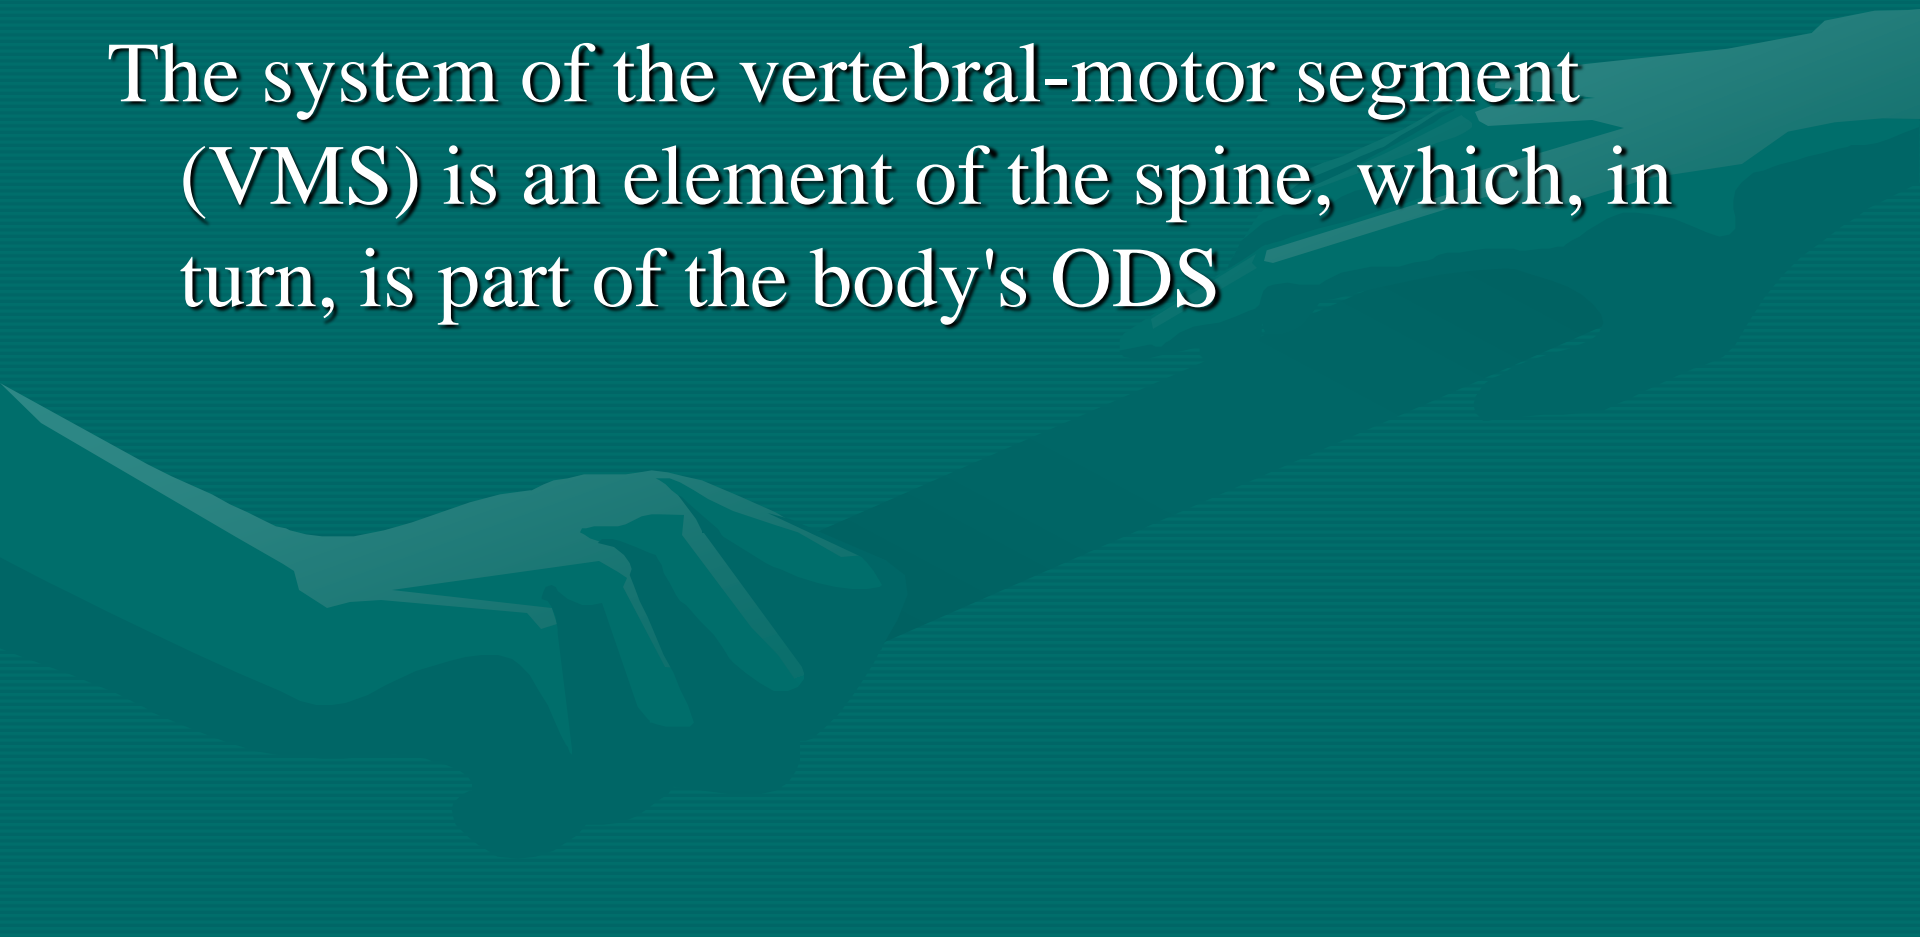 The system of the vertebral-motor segment
(VMS) is an element of the spine, which, in
turn, is part of the body's ODS